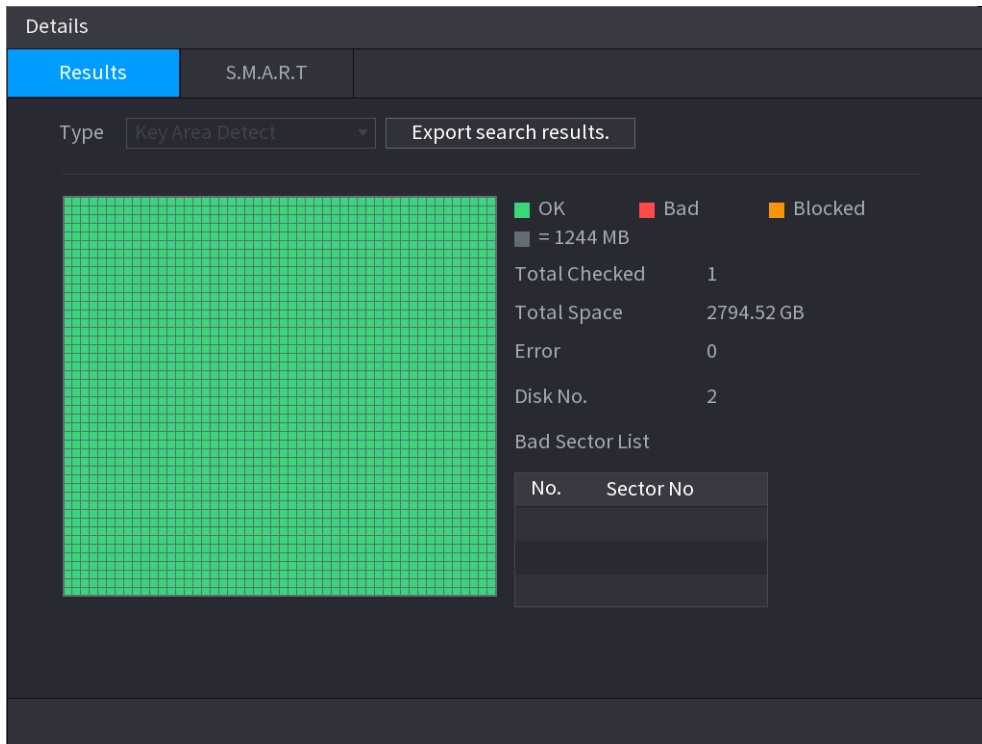 Details
Results S.M.A.R.T
Type Key Area Detect Export search results.
OK Bad Blocked
= 1244 MB
Total Checked 1
Total Space 2794.52 GB
Error 0
Disk No. 2
Bad Sector List
No. Sector No